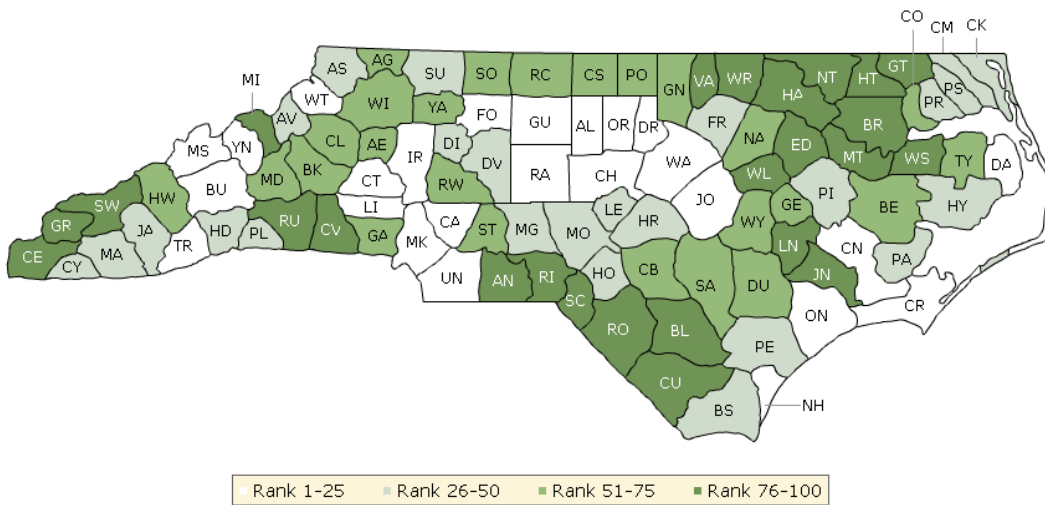 CO
CM
CK
MI
AS
AG
SU
SO
RC
CS
PO
GN
VA
WR
NT
HT
GT
WT
WI
YA
FO
GU
AL
OR
DR
FR
HA
BR
PR
PS
AV
CL
AE
IR
DI
DV
RA
CH
WA
NA
ED
MT
WS
TY
DA
MS
YN
BU
MD
BK
CT
LI
RW
WL
HW
SW
GR
CE
CY
MA
JA
TR
HD
PL
RU
CV
GA
CA
MK
UN
ST
MG
AN
RI
MO
LE
HR
HO
SC
JO
CB
SA
WY
GE
PI
BE
HY
LN
JN
CN
PA
DU
ON
CR
RO
BL
PE
CU
BS
NH
Rank 1-25 Rank 26-50 Rank 51-75 Rank 76-100